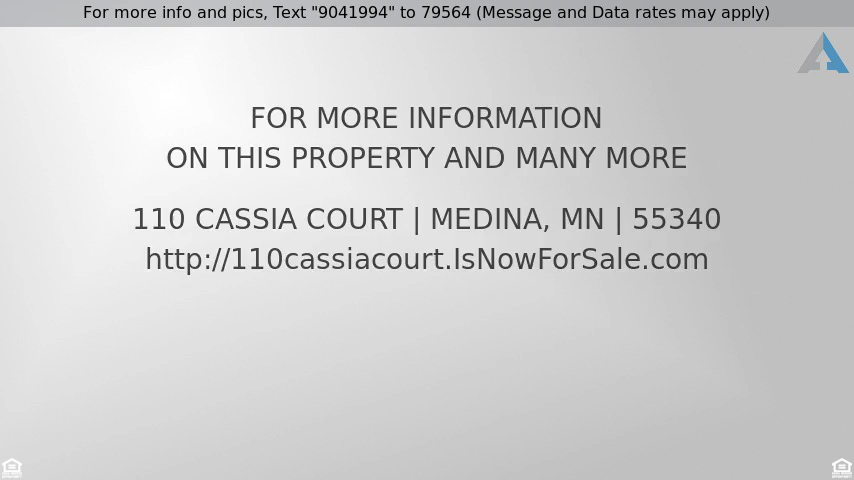 For more info and pics, Text "9041994" to 79564 (Message and Data rates may apply)
FOR MORE INFORMATION
ON THIS PROPERTY AND MANY MORE
110 CASSIA COURT | MEDINA, MN | 55340
http://110cassiacourt.IsNowForSale.com